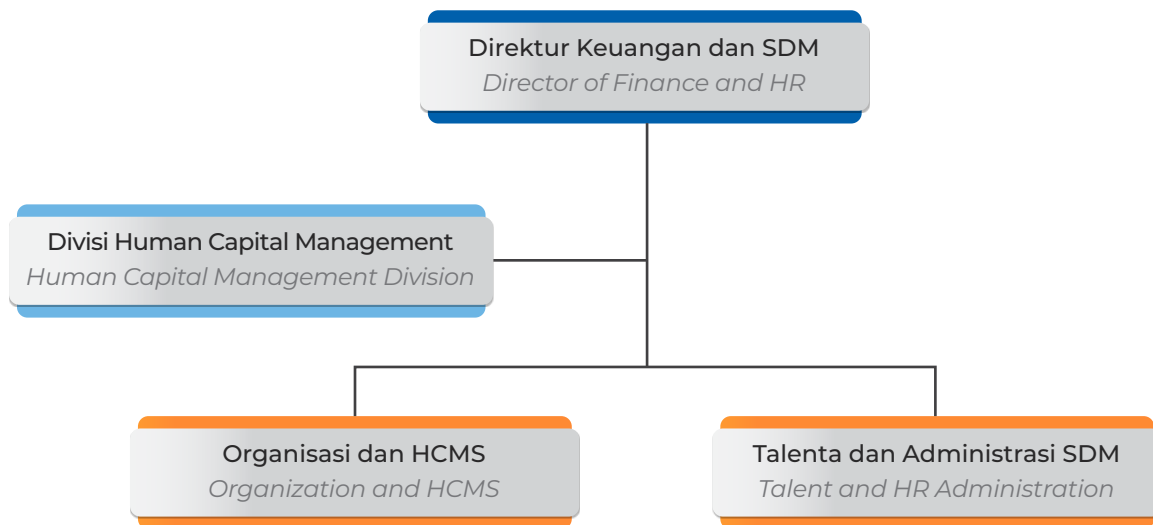 Direktur Keuangan dan SDM
Director of Finance and HR
Divisi Human Capital Management
Human Capital Management Division
Organisasi dan HCMS
Organization and HCMS
Talenta dan Administrasi SDM
Talent and HR Administration